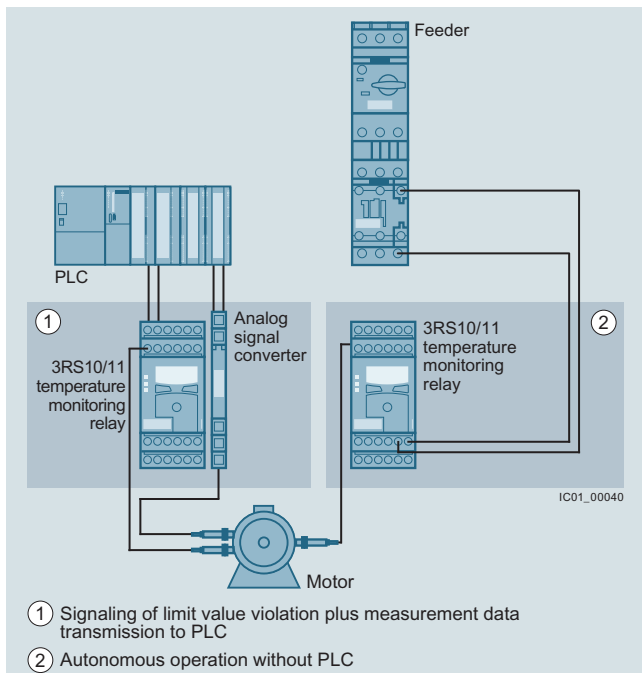 Feeder
PLC
1
3RS10/11
temperature
monitoring
relay
Analog
signal
converter
3RS10/11
temperature
monitoring
relay
2
IC01_00040
Motor
1 Signaling of limit value violation plus measurement data
transmission to PLC
2 Autonomous operation without PLC